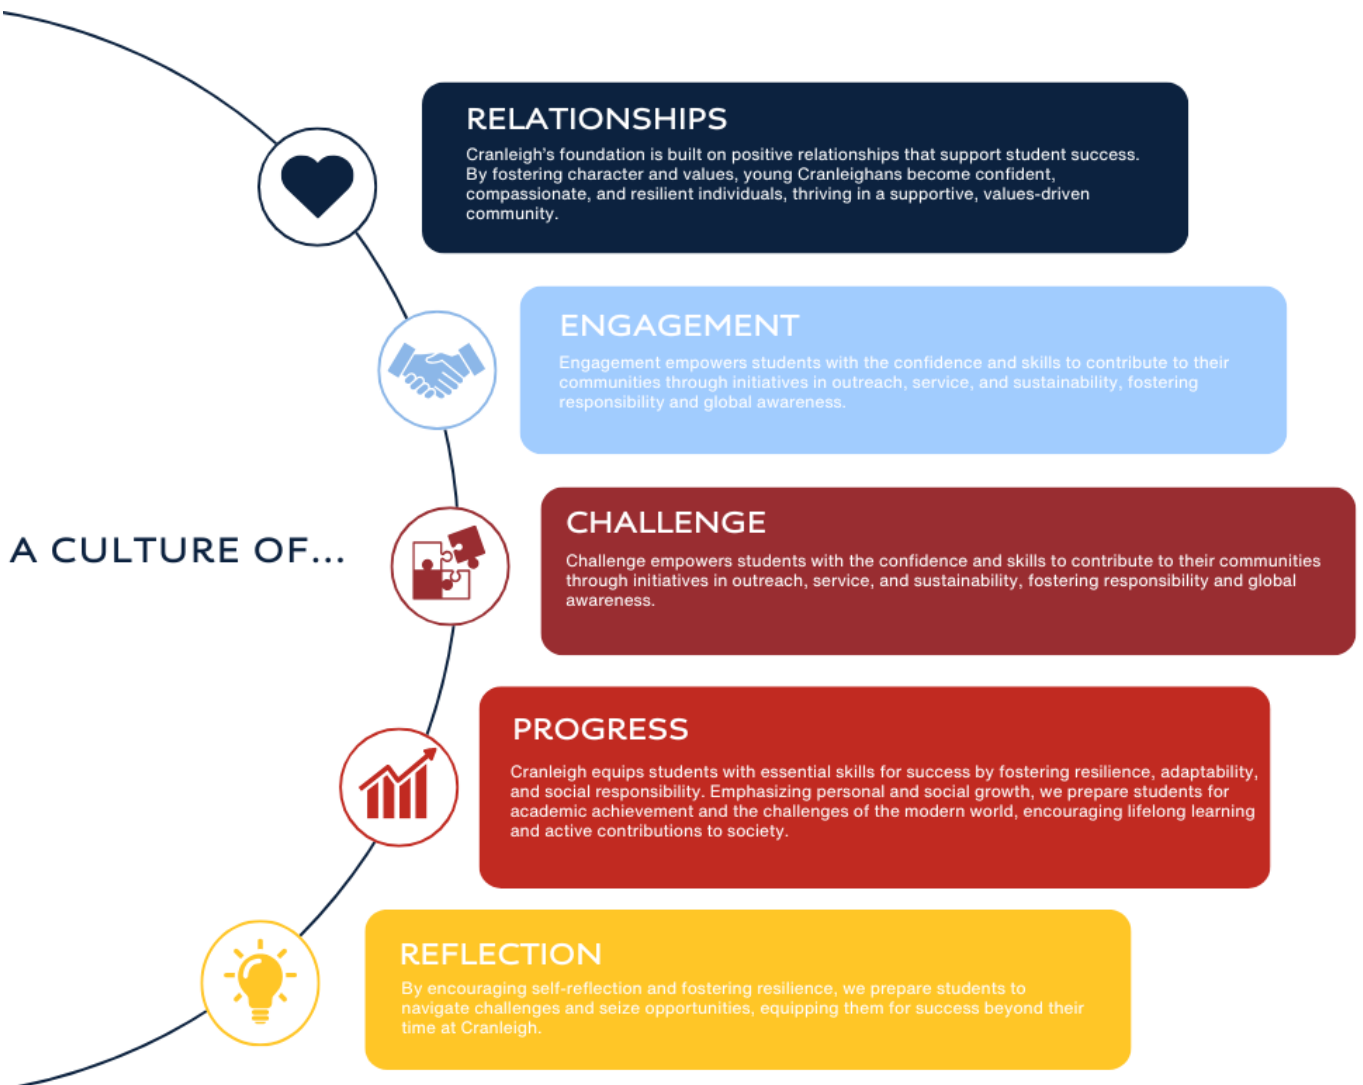 RELATIONSHIPS
Cranleigh's foundation is built on positive relationships that support student success.
By fostering character and values, young Cranleighans become confident,
compassionate, and resilient individuals, thriving in a supportive, values-driven
community.
ENGAGEMENT
Engagement empowers students with the confidence and skills to contribute to their
communities through initiatives in outreach, service, and sustainability, fostering
responsibility and global awareness.
A CULTURE OF...
CHALLENGE
Challenge empowers students with the confidence and skills to contribute to their communities
through initiatives in outreach, service, and sustainability, fostering responsibility and global
awareness.
PROGRESS
Cranleigh equips students with essential skills for success by fostering resilience, adaptability,
and social responsibility. Emphasizing personal and social growth, we prepare students for
academic achievement and the challenges of the modern world, encouraging lifelong learning
and active contributions to society.
REFLECTION
By encouraging self-reflection and fostering resilience, we prepare students to
navigate challenges and seize opportunities, equipping them for success beyond their
time at Cranleigh.